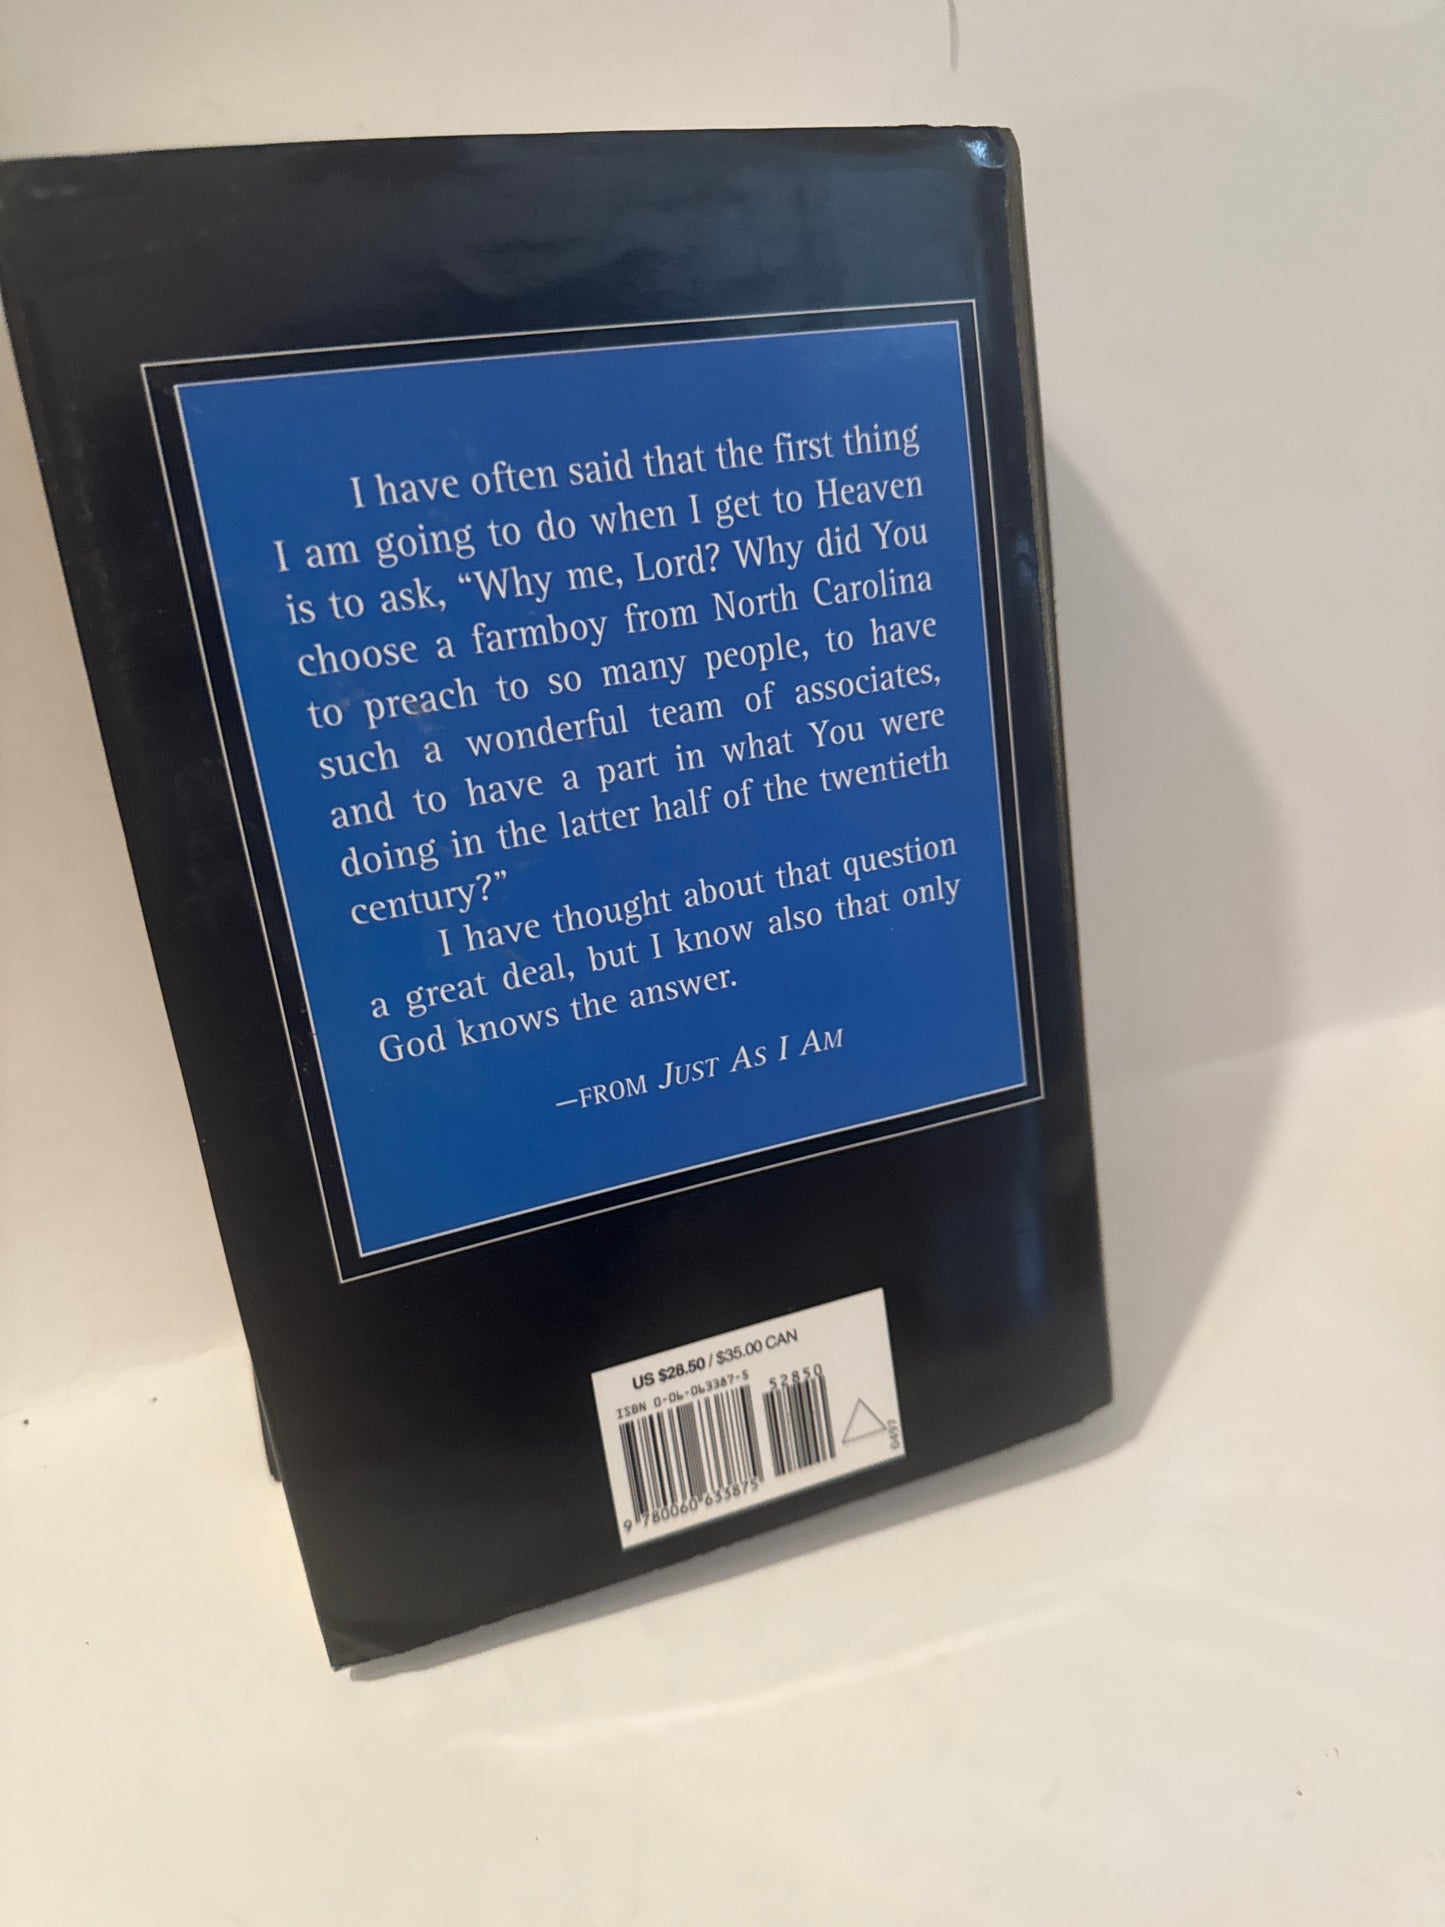 I have often said that the first thing
I am going to do when I get to Heaven
is to ask, “Why me, Lord? Why did You
choose a farmboy from North Carolina
to preach to so many people, to have
such a wonderful team of associates,
and to have a part in what You were
doing in the latter half of the twentieth
century?”
I have thought about that question
a great deal, but I know also that only
God knows the answer.
—FROM JUST AS I AM
US $28.50 / $35.00 CAN
ISBN 0-06-063387-5
52850
9 780060 633875
0497